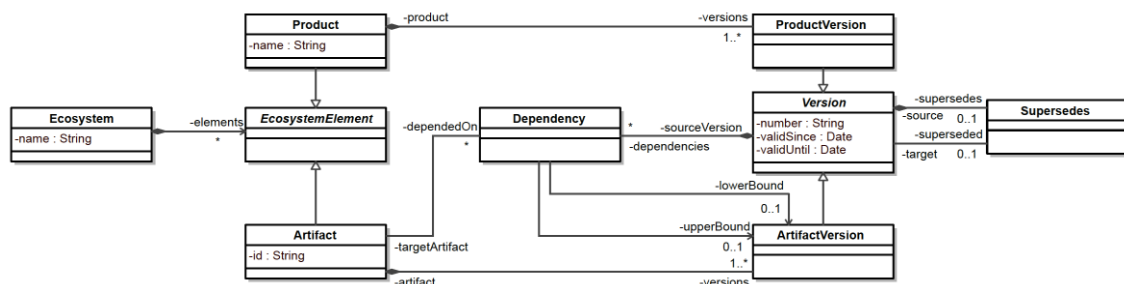 Product
-name : String
-product
-versions
1..*
ProductVersion
Ecosystem
-name : String
-elements
*
EcosystemElement
-dependedOn
*
Dependency
*
-dependencies
-sourceVersion
Version
-number : String
-validSince : Date
-validUntil : Date
-supersedes
-source
0..1
-superseded
-target
0..1
Supersedes
-lowerBound
0..1
-upperBound
0..1
Artifact
-id : String
-targetArtifact
-artifact
1..*
-versions
ArtifactVersion